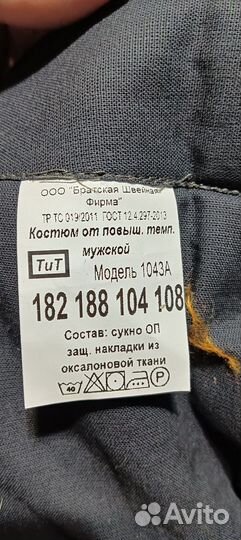 ООО "Братская Швейная
Фирма"
ТР ТС 019/2011 ГОСТ 12.4.297-2013
Костюм от повыш. темп.
мужской
ТиТ Модель 1043А
182 188 104 108
Состав: сукно ОП
защ. накладки из
оксалоновой ткани
40 P
Avito